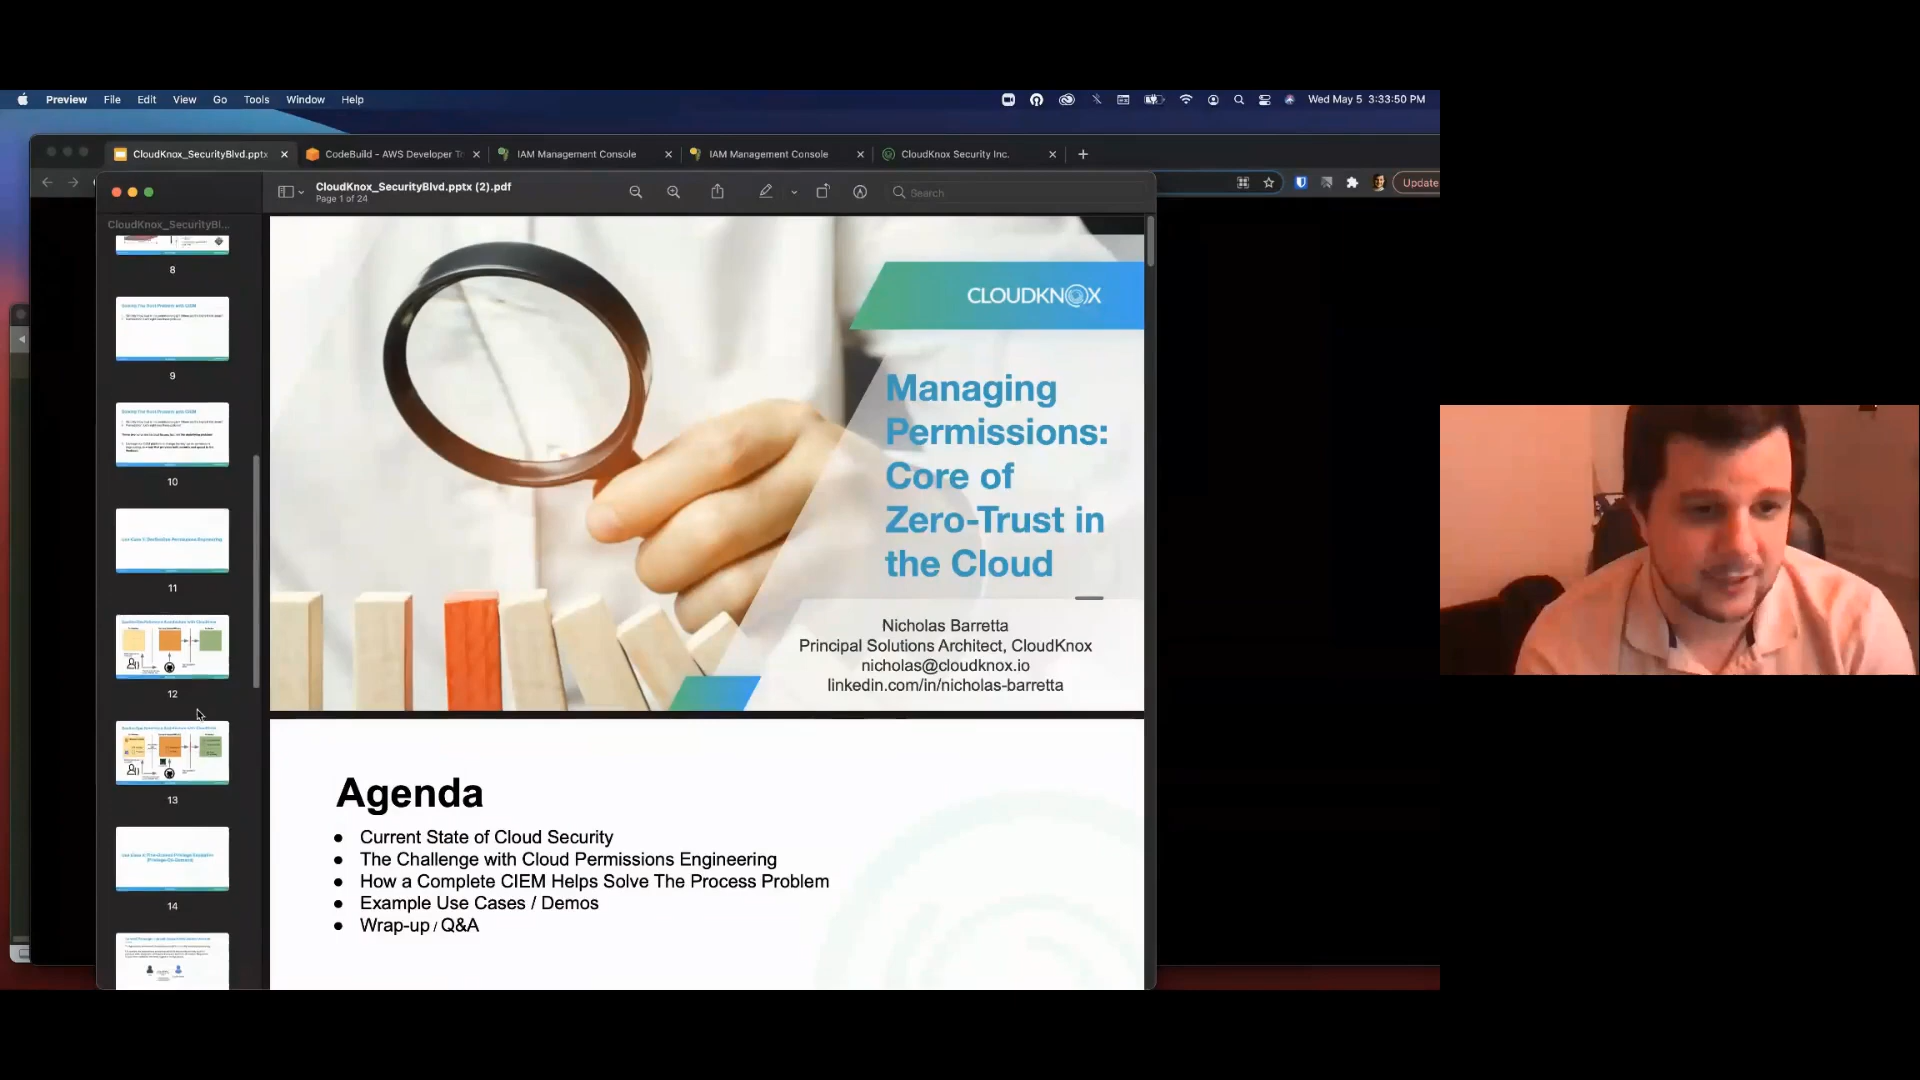 Preview File Edit View Go Tools Window Help Wed May 5 3:33:50 PM
CloudKnox_SecurityBlvd.pptx CodeBuild - AWS Developer T IAM Management Console IAM Management Console CloudKnox Security Inc.
Update
CloudKnox_SecurityBlvd.pptx (2).pdf
Page 1 of 24
Search
CloudKnox_SecurityBl...
8
9
10
11
12
13
14
CLOUDKNOX
Managing
Permissions:
Core of
Zero-Trust in
the Cloud
Nicholas Barretta
Principal Solutions Architect, CloudKnox
nicholas@cloudknox.io
linkedin.com/in/nicholas-barretta
Agenda
● Current State of Cloud Security
● The Challenge with Cloud Permissions Engineering
● How a Complete CIEM Helps Solve The Process Problem
● Example Use Cases / Demos
● Wrap-up / Q&A